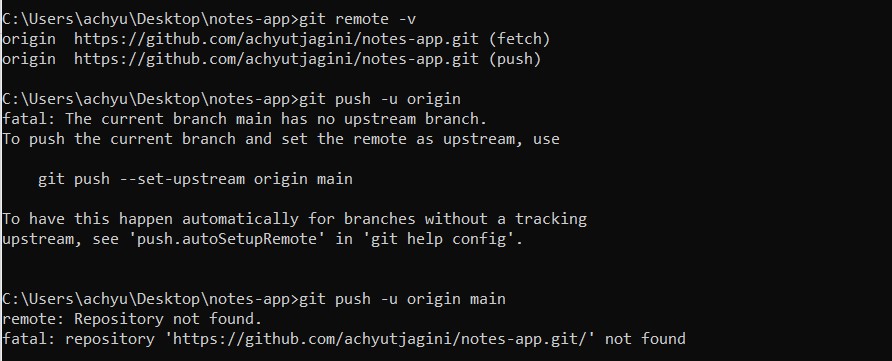 C:\Users\achyu\Desktop\notes-app>git remote -v
origin  https://github.com/achyutjagini/notes-app.git (fetch)
origin  https://github.com/achyutjagini/notes-app.git (push)
C:\Users\achyu\Desktop\notes-app>git push -u origin
fatal: The current branch main has no upstream branch.
To push the current branch and set the remote as upstream, use
    git push --set-upstream origin main
To have this happen automatically for branches without a tracking
upstream, see 'push.autoSetupRemote' in 'git help config'.
C:\Users\achyu\Desktop\notes-app>git push -u origin main
remote: Repository not found.
fatal: repository 'https://github.com/achyutjagini/notes-app.git/' not found